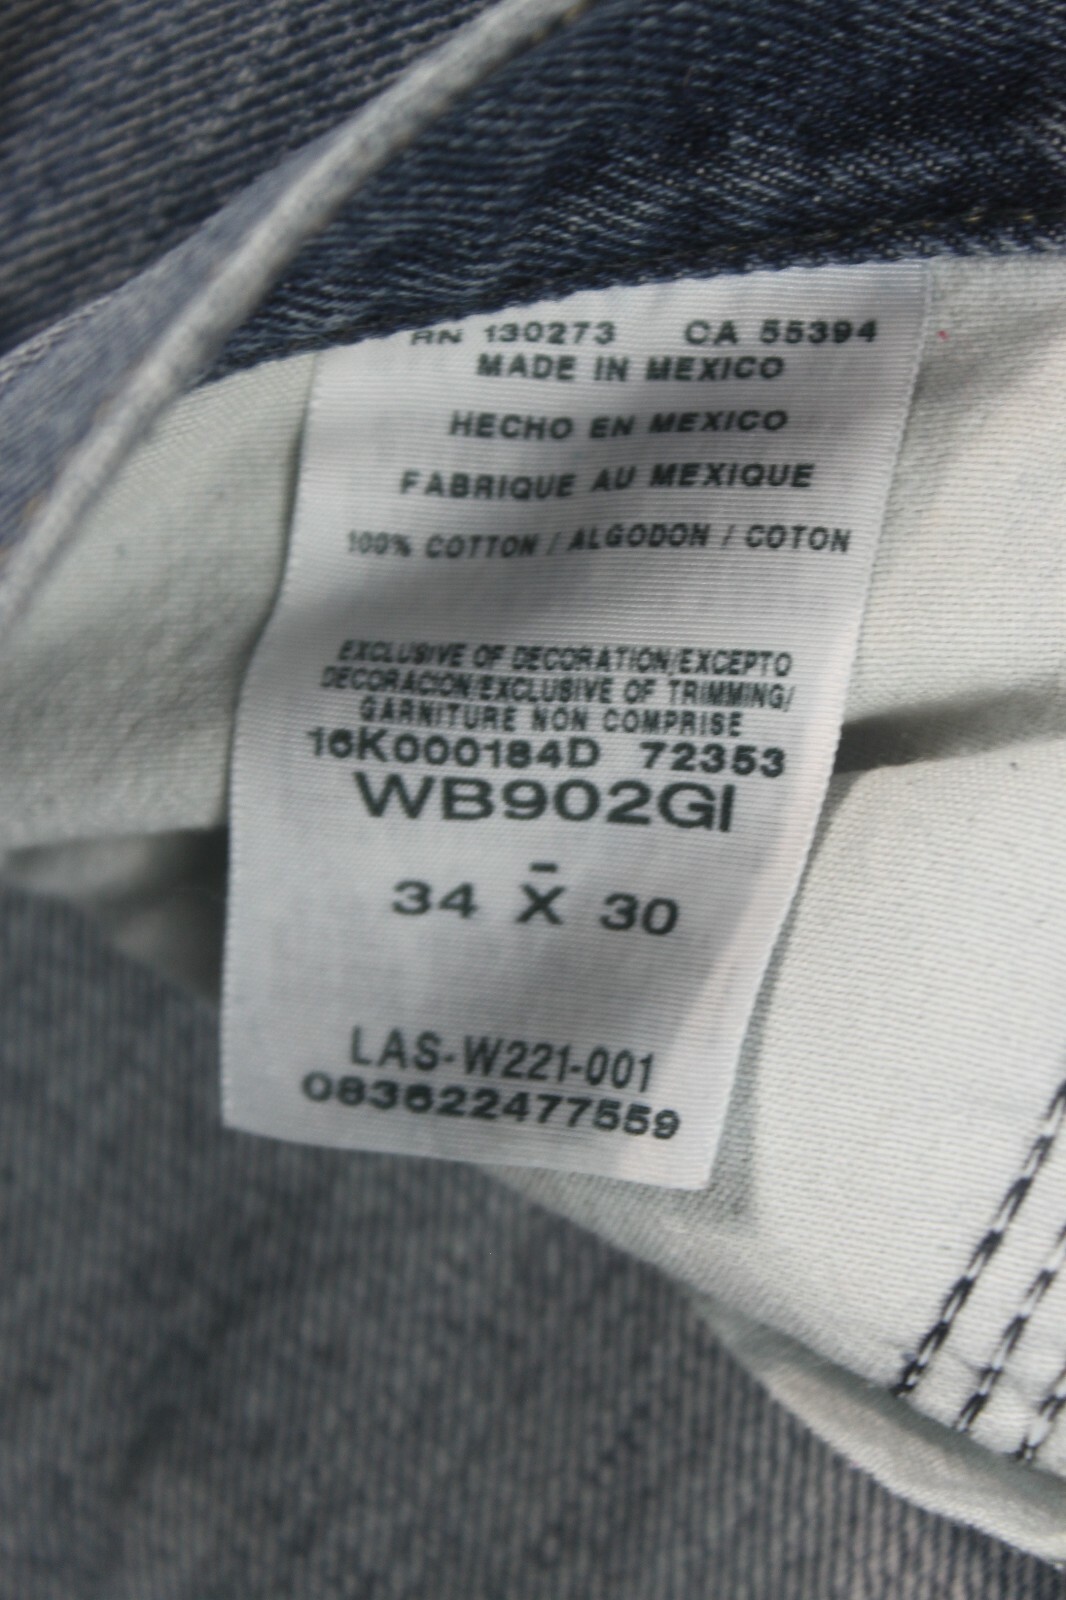 RN 130273 CA 55394
MADE IN MEXICO
HECHO EN MEXICO
FABRIQUE AU MEXIQUE
100% COTTON / ALGODON / COTON
EXCLUSIVE OF DECORATION/EXCEPTO
DECORACION/EXCLUSIVE OF TRIMMING/
GARNITURE NON COMPRISE
16K000184D 72353
WB902GI
-
34 X 30
LAS-W221-001
083622477559